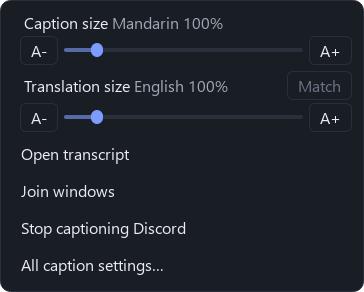 Caption size Mandarin 100%
A- A+
Translation size English 100% Match
A- A+
Open transcript
Join windows
Stop captioning Discord
All caption settings...